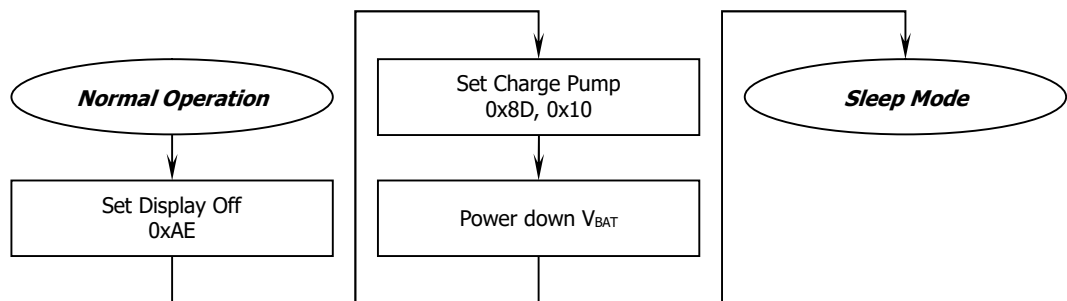 Normal Operation
Set Display Off
0xAE
Set Charge Pump
0x8D, 0x10
Power down VBAT
Sleep Mode